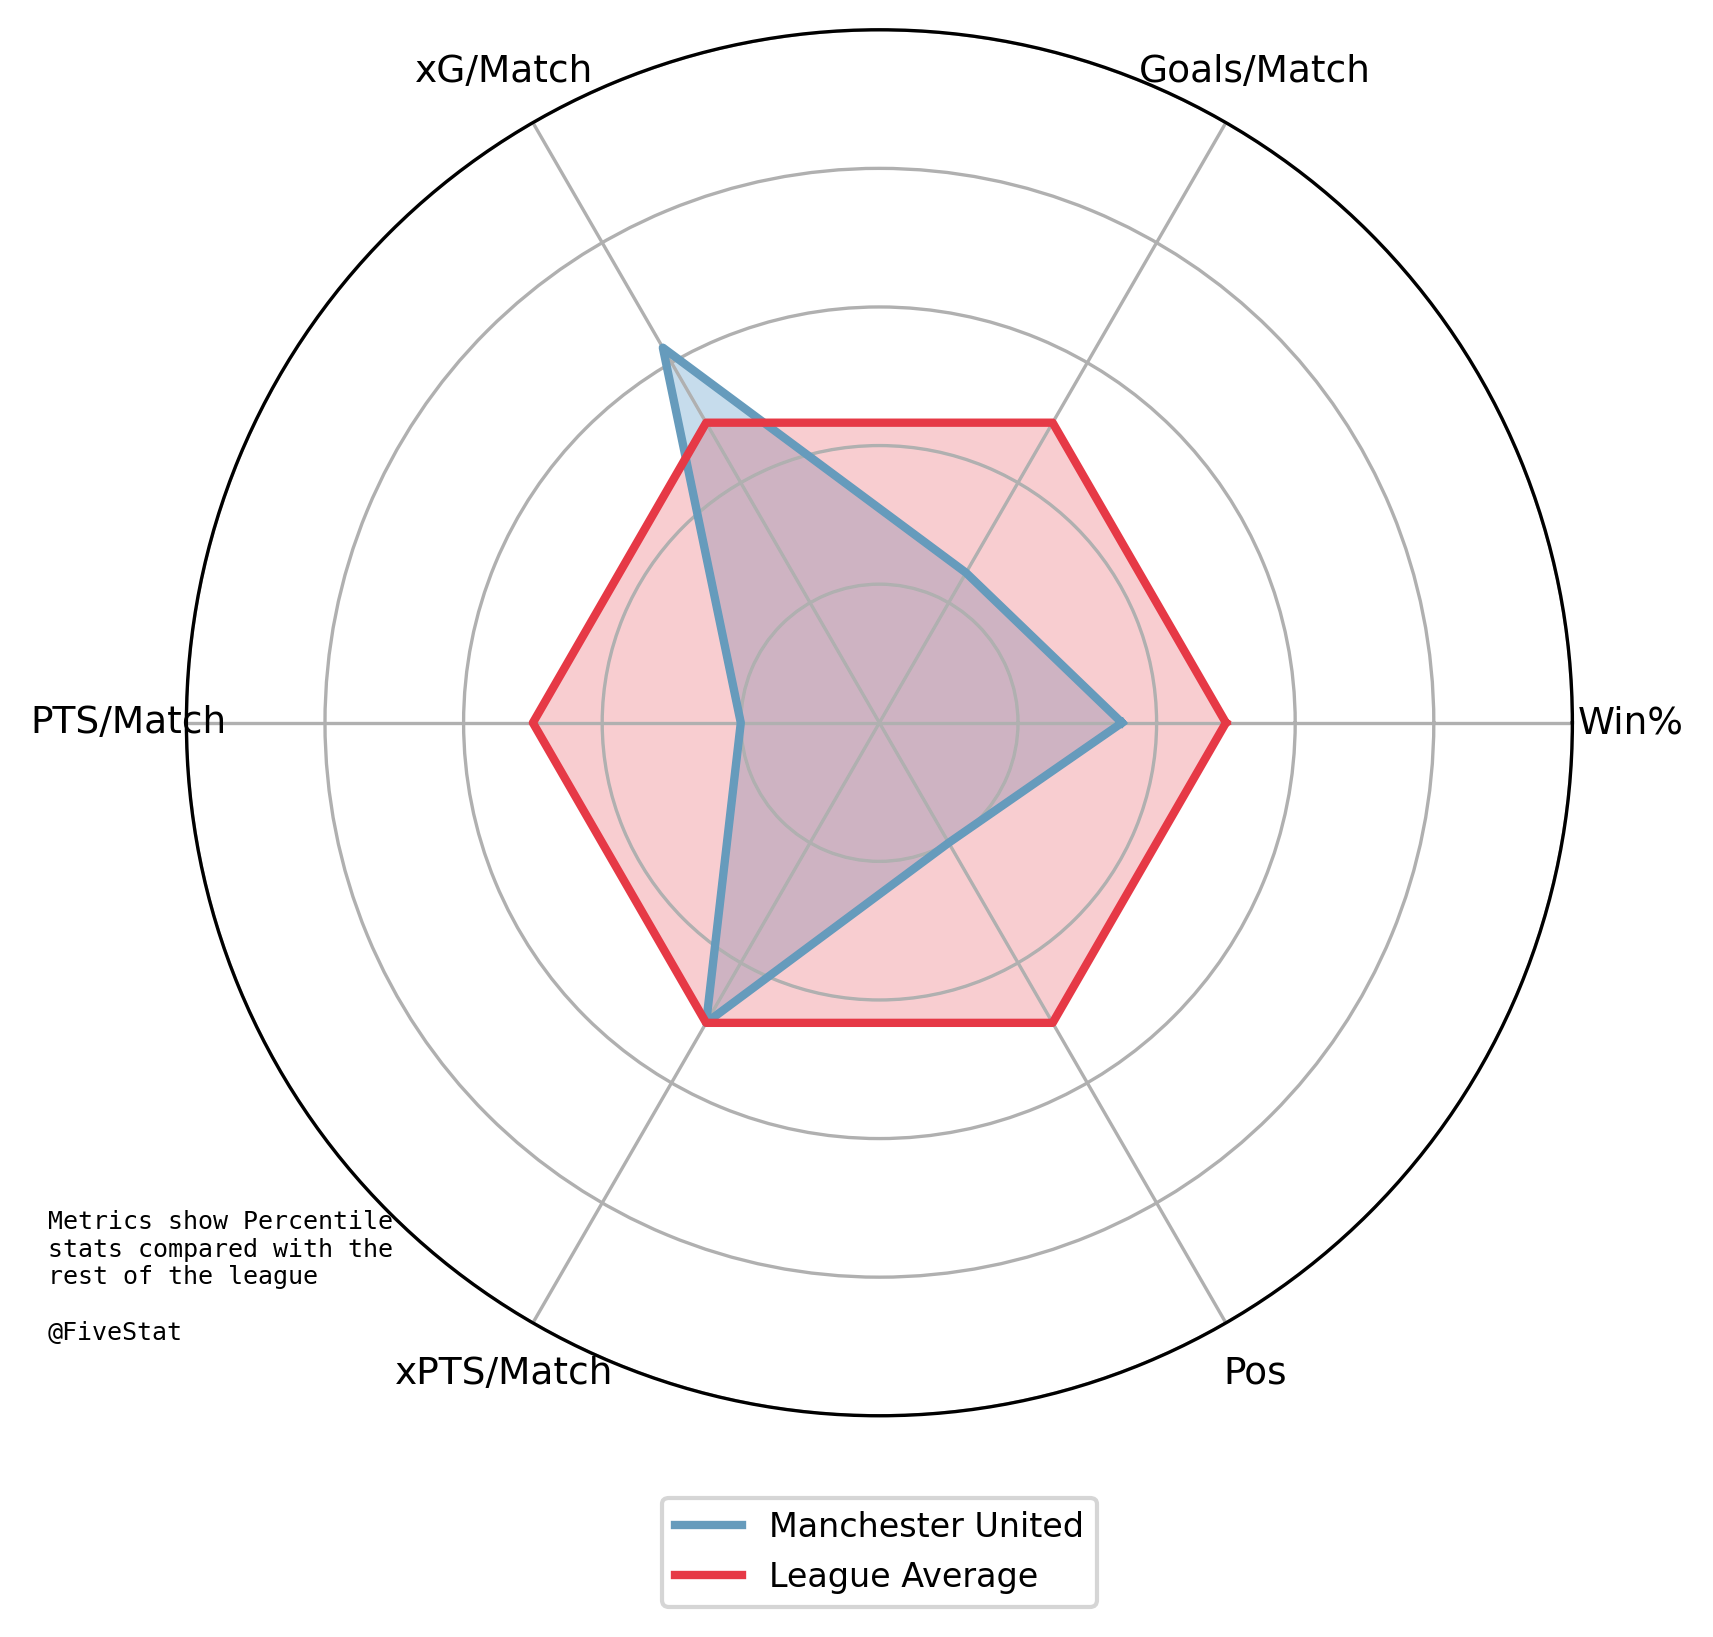 xG/Match
Goals/Match
PTS/Match
Win%
Metrics show Percentile
stats compared with the
rest of the league
@FiveStat
xPTS/Match
Pos
Manchester United
League Average